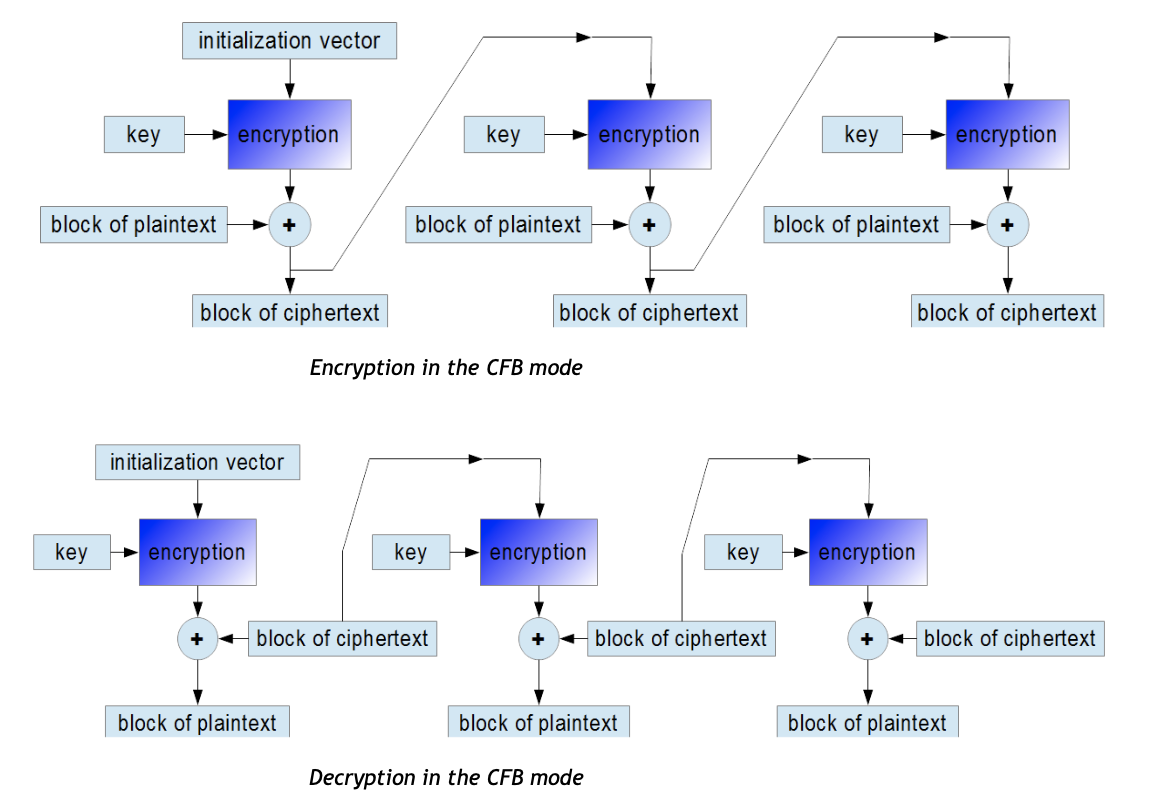 initialization vector
key encryption key encryption key encryption
block of plaintext + block of plaintext + block of plaintext +
block of ciphertext block of ciphertext block of ciphertext
Encryption in the CFB mode
initialization vector
key encryption key encryption key encryption
+ block of ciphertext + block of ciphertext + block of ciphertext
block of plaintext block of plaintext block of plaintext
Decryption in the CFB mode